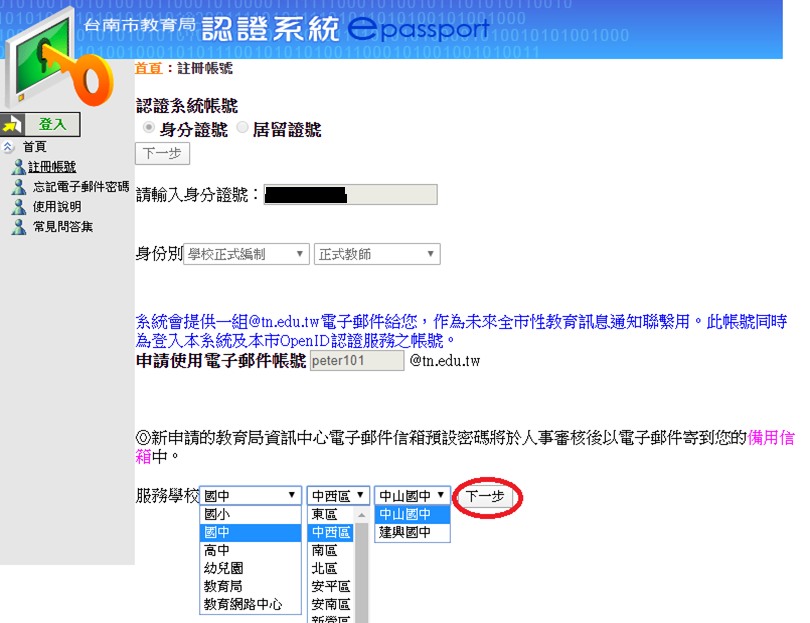 台南市教育局 認證系統 epassport
首頁：註冊帳號
登入
首頁
註冊帳號
忘記電子郵件密碼
使用說明
常見問答集
認證系統帳號
身分證號 居留證號
下一步
請輸入身分證號：
身份別 學校正式編制 正式教師
系統會提供一組@tn.edu.tw電子郵件給您，作為未來全市性教育訊息通知聯繫用。此帳號同時
為登入本系統及本市OpenID認證服務之帳號。
申請使用電子郵件帳號 peter101 @tn.edu.tw
◎新申請的教育局資訊中心電子郵件信箱預設密碼將於人事審核後以電子郵件寄到您的備用信
箱中。
服務學校 國中 中西區 中山國中 下一步
國小 東區 中山國中
國中 中西區 建興國中
高中 南區
幼兒園 北區
教育局 安平區
教育網路中心 安南區
新營區